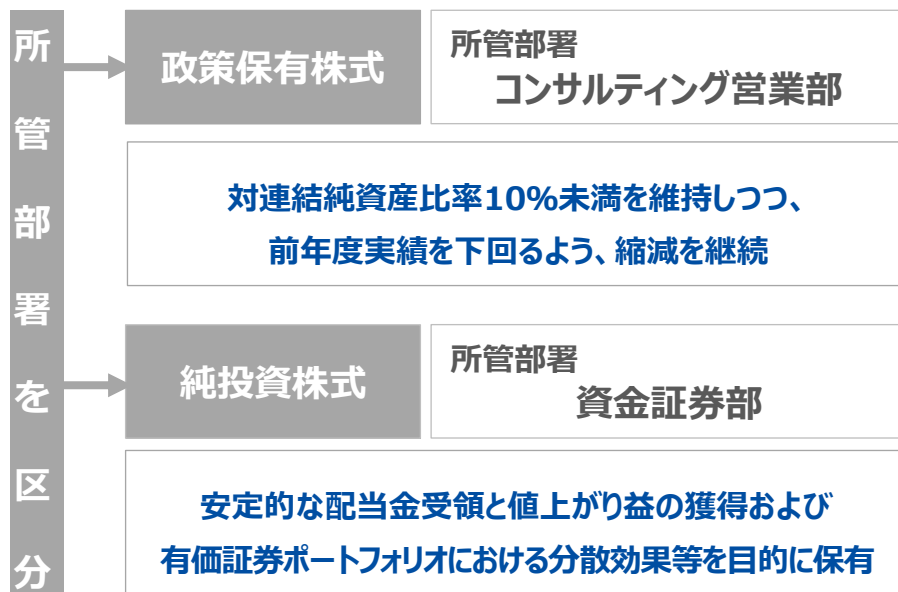 所管部署を区分
政策保有株式
所管部署
コンサルティング営業部
対連結純資産比率10%未満を維持しつつ、
前年度実績を下回るよう、縮減を継続
純投資株式
所管部署
資金証券部
安定的な配当金受領と値上がり益の獲得および
有価証券ポートフォリオにおける分散効果等を目的に保有